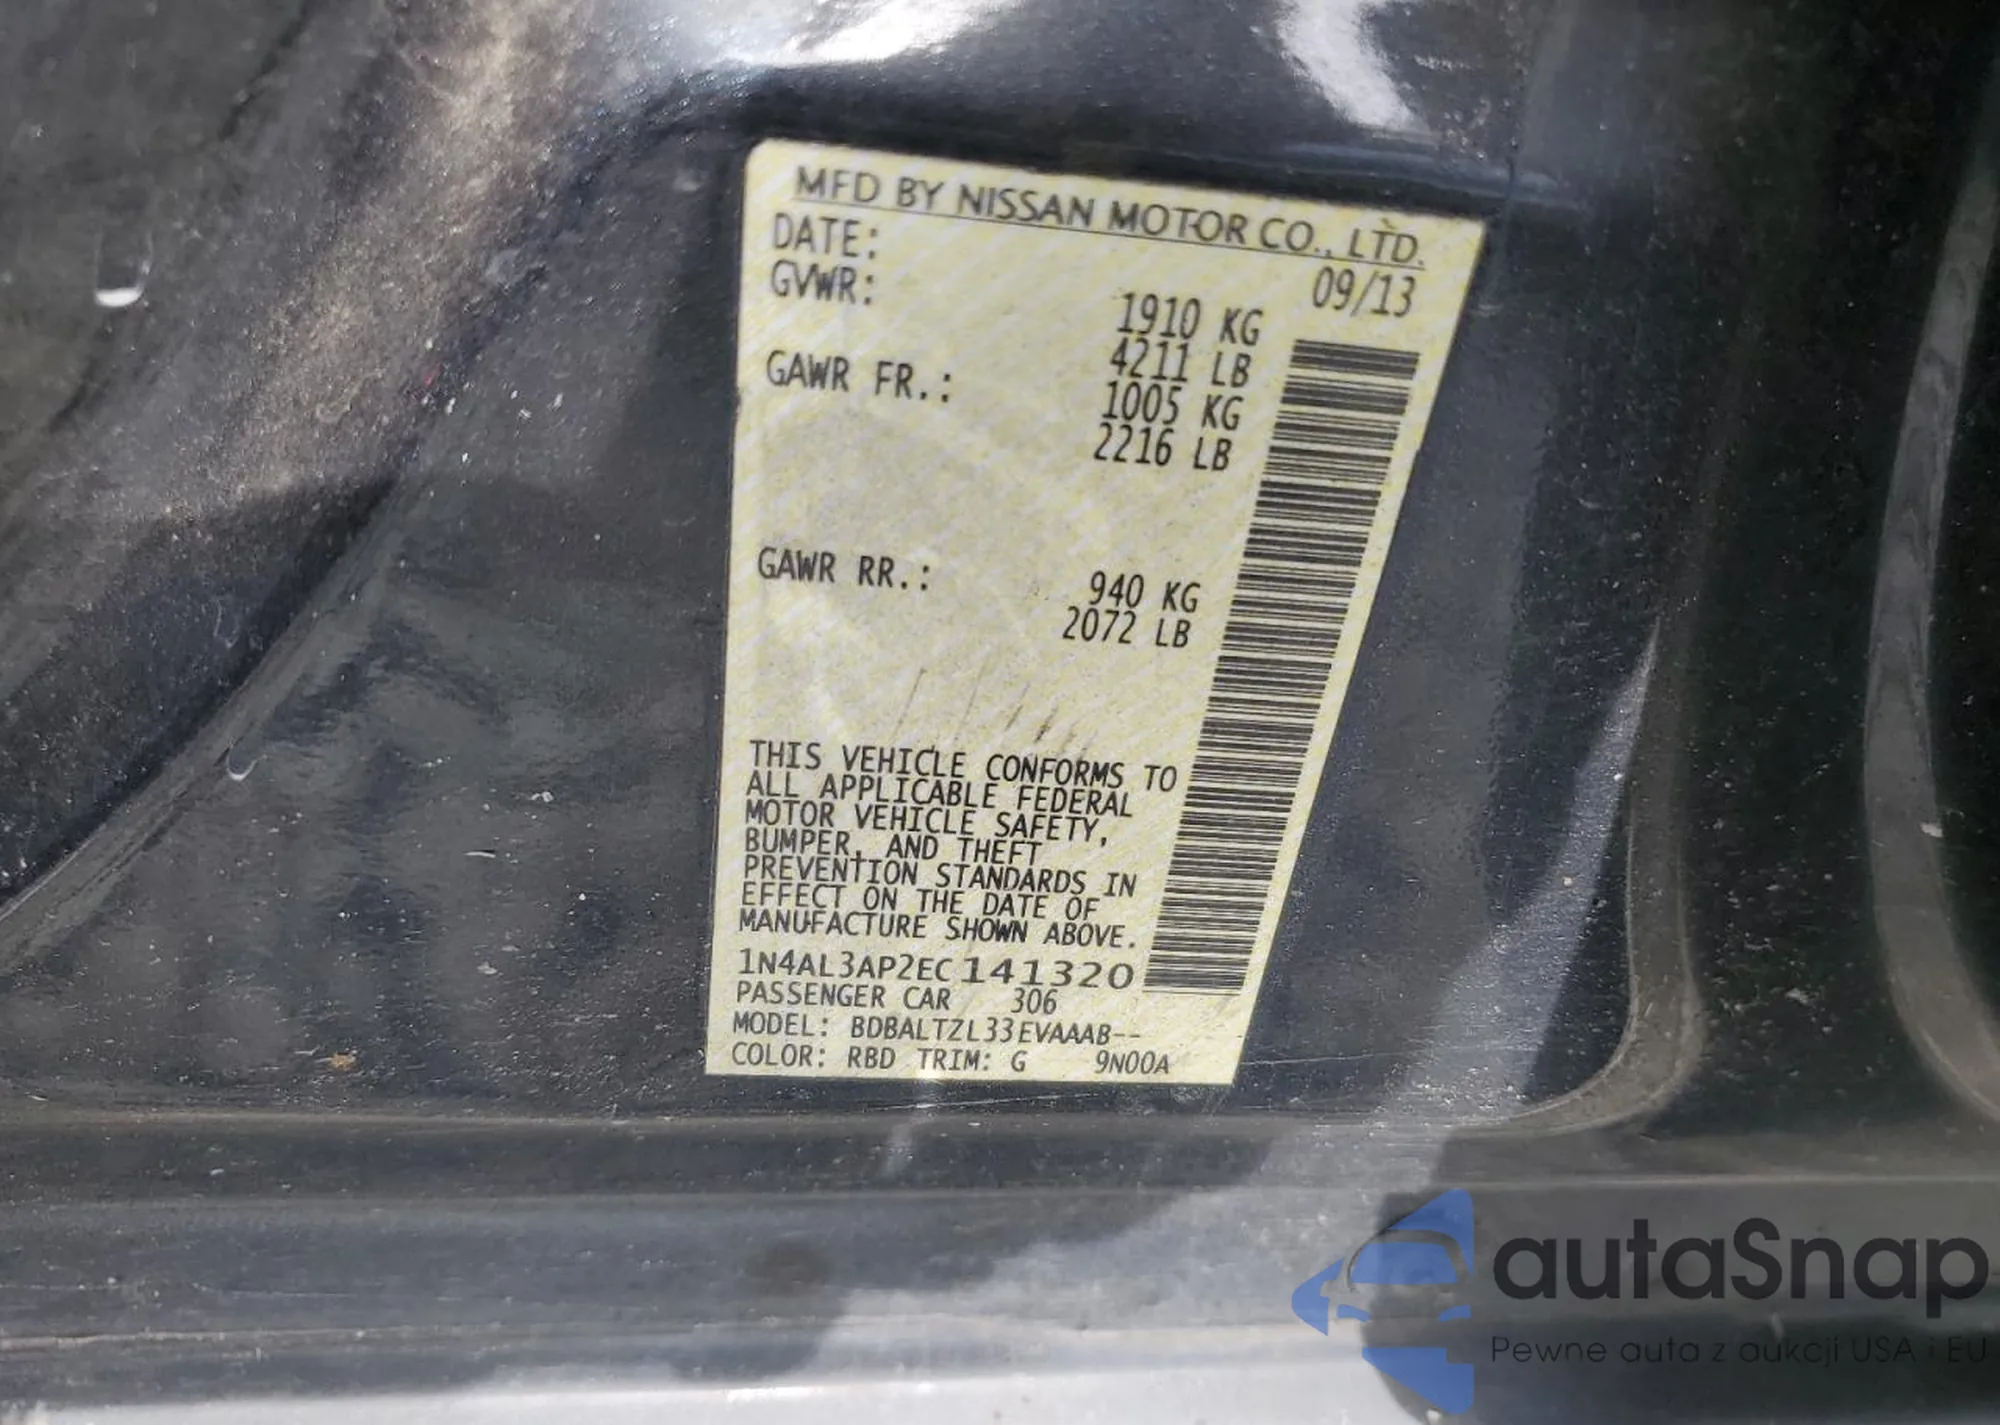 MFD BY NISSAN MOTOR CO., LTD.
DATE: 09/13
GVWR: 1910 KG
4211 LB
GAWR FR.: 1005 KG
2216 LB
GAWR RR.: 940 KG
2072 LB
THIS VEHICLE CONFORMS TO
ALL APPLICABLE FEDERAL
MOTOR VEHICLE SAFETY,
BUMPER, AND THEFT
PREVENTION STANDARDS IN
EFFECT ON THE DATE OF
MANUFACTURE SHOWN ABOVE.
1N4AL3AP2EC141320
PASSENGER CAR 306
MODEL: BDBALTZL33EVAAAB--
COLOR: RBD TRIM: G 9N00A
autaSnap
Pewne auta z aukcji USA i EU